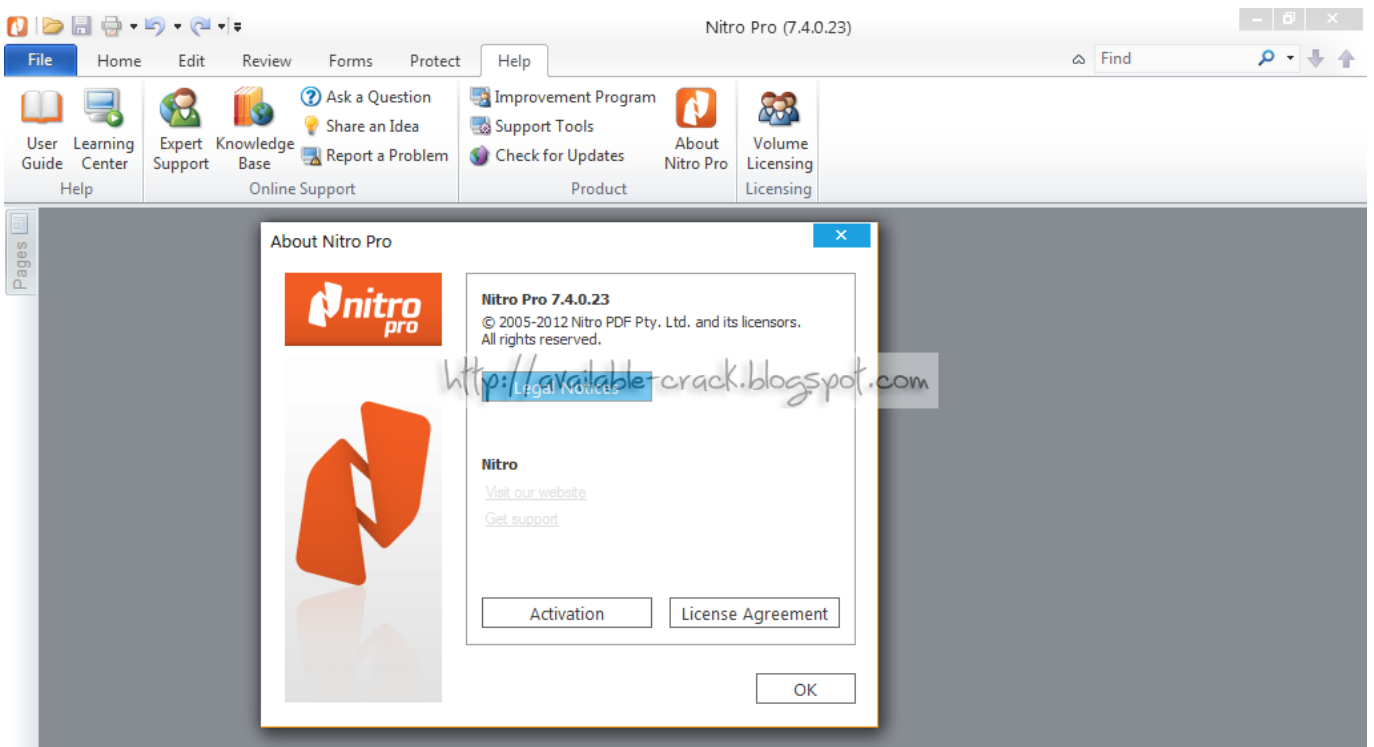 Nitro Pro (7.4.0.23)
File Home Edit Review Forms Protect Help Find
User Guide
Learning Center
Help
Expert Support
Knowledge Base
Ask a Question
Share an Idea
Report a Problem
Online Support
Improvement Program
Support Tools
Check for Updates
About Nitro Pro
Product
Volume Licensing
Licensing
Pages
About Nitro Pro
nitro
pro
Nitro Pro 7.4.0.23
© 2005-2012 Nitro PDF Pty. Ltd. and its licensors.
All rights reserved.
Legal Notices
http://available-crack.blogspot.com
Nitro
Visit our website
Get support
Activation
License Agreement
OK